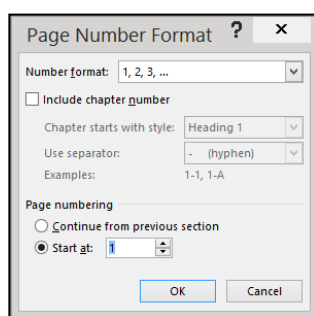 Page Number Format ? x
Number format: 1, 2, 3, ...
Include chapter number
Chapter starts with style: Heading 1
Use separator: - (hyphen)
Examples: 1-1, 1-A
Page numbering
Continue from previous section
Start at: 1
OK Cancel